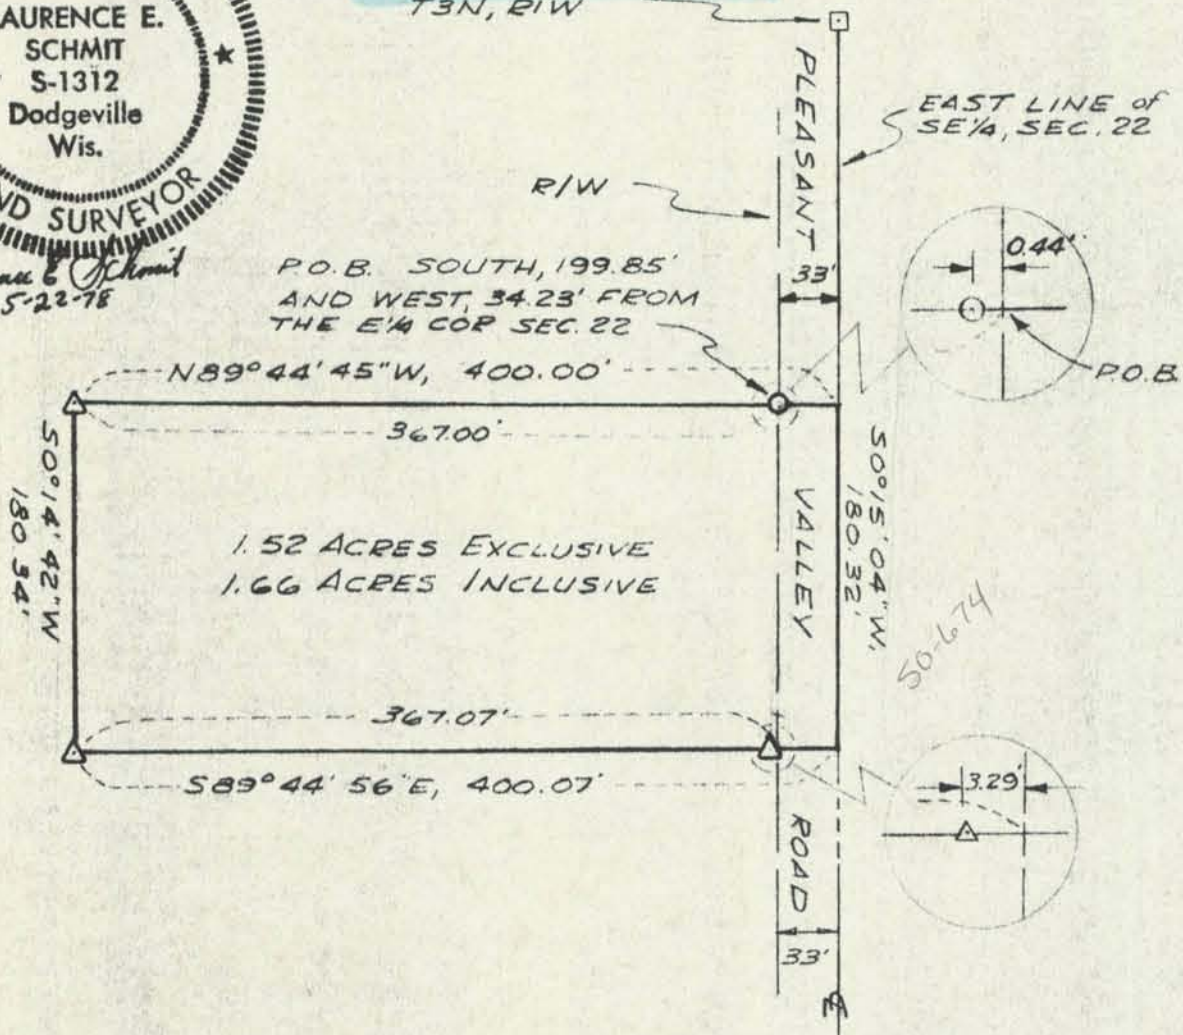 AURENCE E.
SCHMIT
S-1312
Dodgeville
Wis.
ND SURVEYOR
Schmit
5-22-78
T3N, R1W
PLEASANT
EAST LINE of
SE1/4, SEC. 22
R/W
0.44'
33'
P.O.B. SOUTH, 199.85'
AND WEST, 34.23' FROM
THE E1/4 COR SEC. 22
P.O.B.
N89°44'45"W, 400.00'
367.00'
S0°14'42"W
180.34'
1.52 ACRES EXCLUSIVE
1.66 ACRES INCLUSIVE
VALLEY
S0°15'04"W.
180.32'
50-674
367.07'
S89°44'56"E, 400.07'
3.29'
ROAD
33'